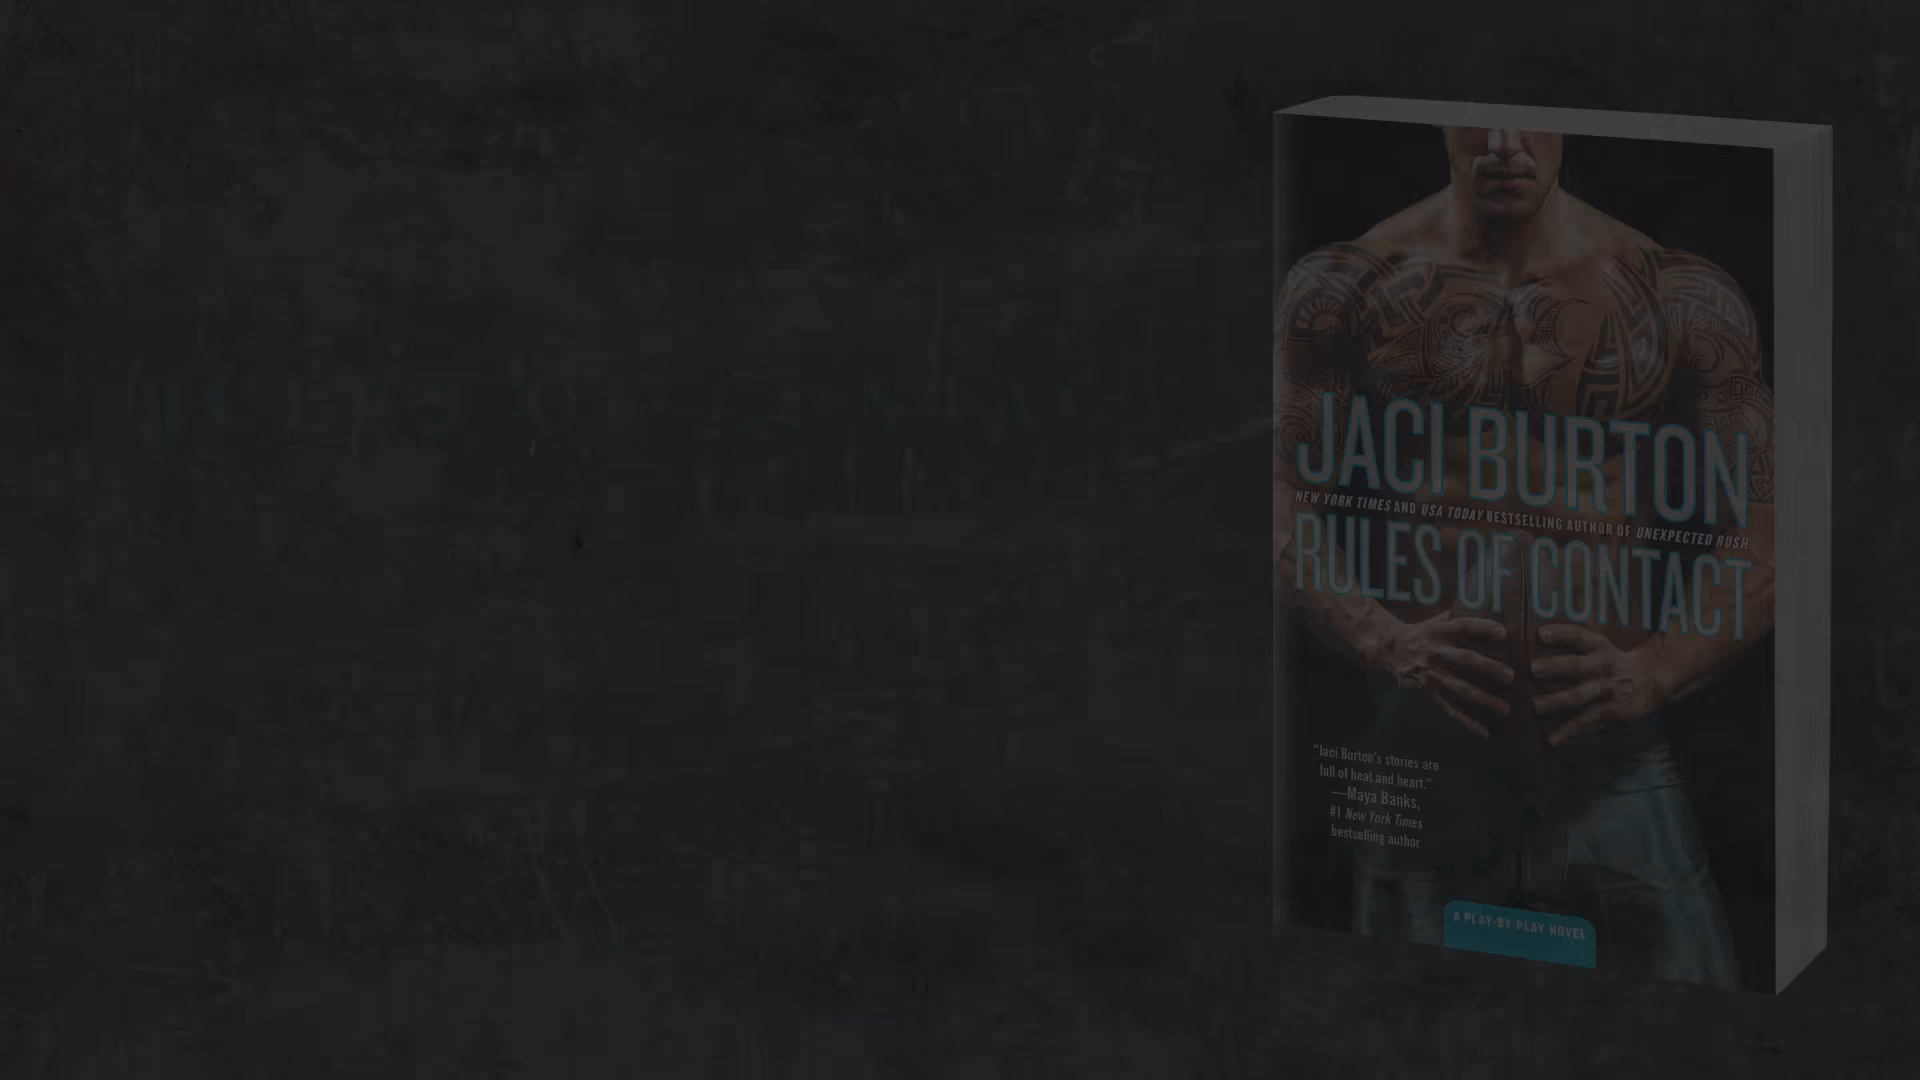 JACI BURTON
NEW YORK TIMES AND USA TODAY BESTSELLING AUTHOR OF UNEXPECTED RUSH
RULES OF CONTACT
"Jaci Burton's stories are
full of heat and heart."
—Maya Banks,
#1 New York Times
bestselling author
A PLAY-BY-PLAY NOVEL